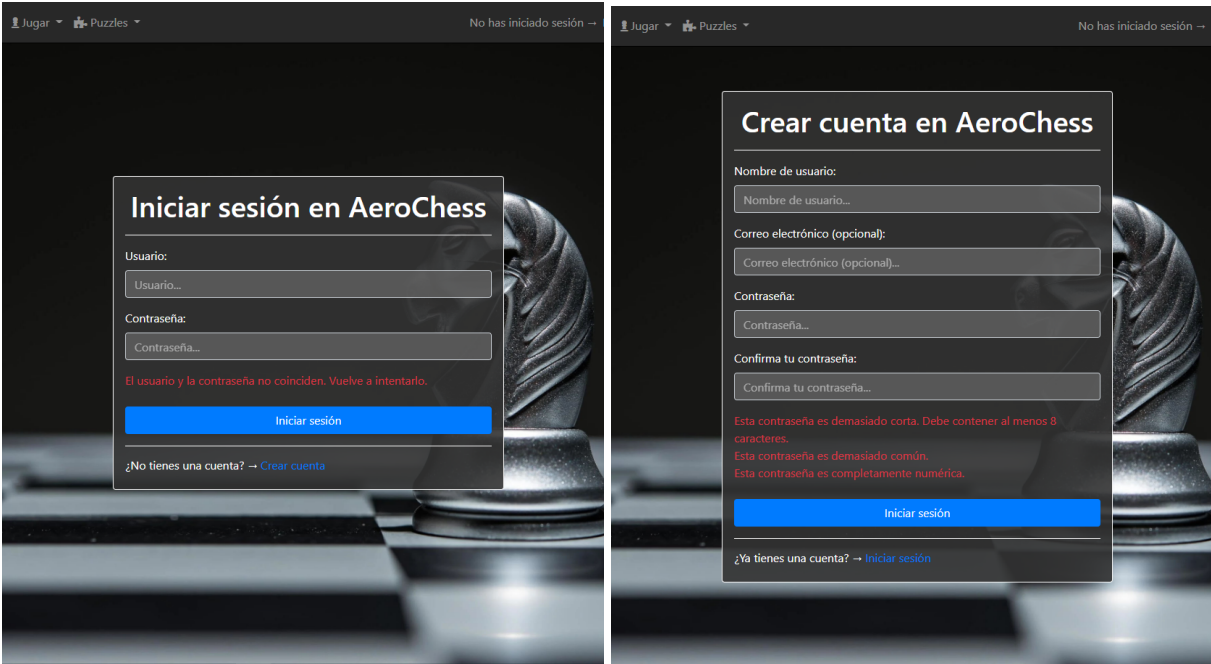 Jugar
Puzzles
No has iniciado sesión →
Iniciar sesión en AeroChess
Usuario:
Usuario...
Contraseña:
Contraseña...
El usuario y la contraseña no coinciden. Vuelve a intentarlo.
Iniciar sesión
¿No tienes una cuenta? → Crear cuenta
Jugar
Puzzles
No has iniciado sesión →
Crear cuenta en AeroChess
Nombre de usuario:
Nombre de usuario...
Correo electrónico (opcional):
Correo electrónico (opcional)...
Contraseña:
Contraseña...
Confirma tu contraseña:
Confirma tu contraseña...
Esta contraseña es demasiado corta. Debe contener al menos 8
caracteres.
Esta contraseña es demasiado común.
Esta contraseña es completamente numérica.
Iniciar sesión
¿Ya tienes una cuenta? → Iniciar sesión